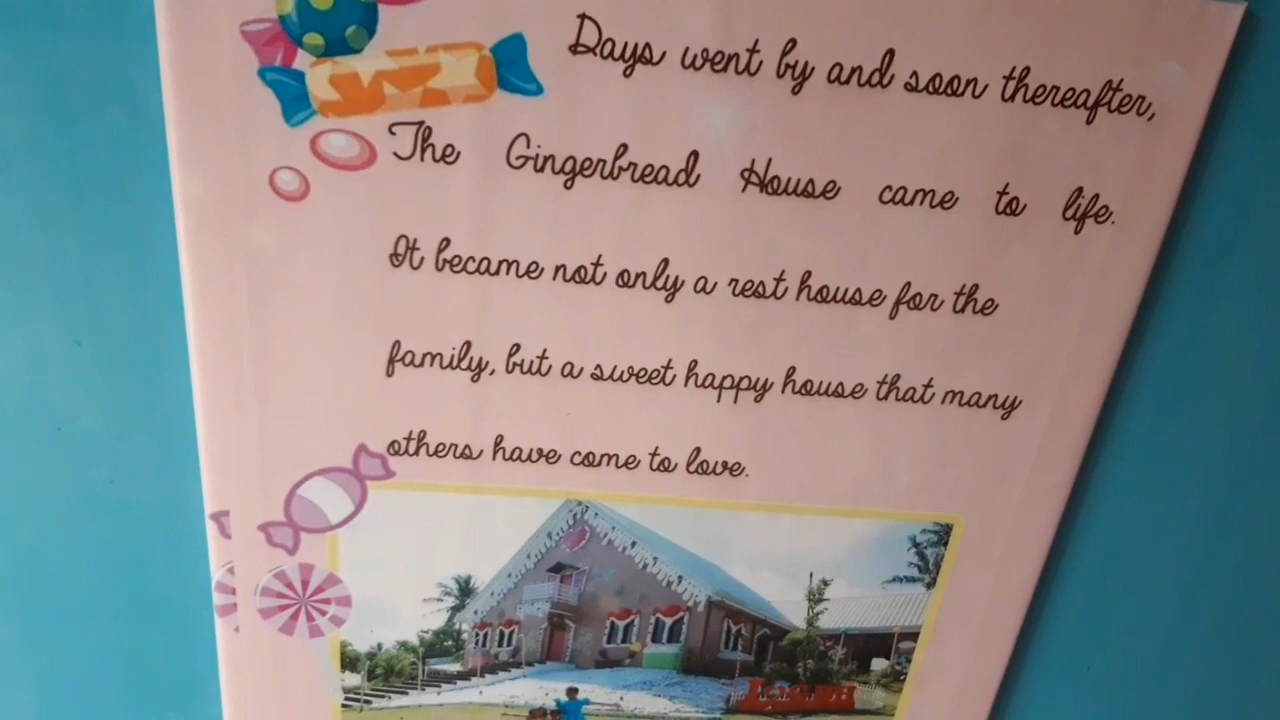 Days went by and soon thereafter,
The Gingerbread House came to life.
It became not only a rest house for the
family, but a sweet happy house that many
others have come to love.